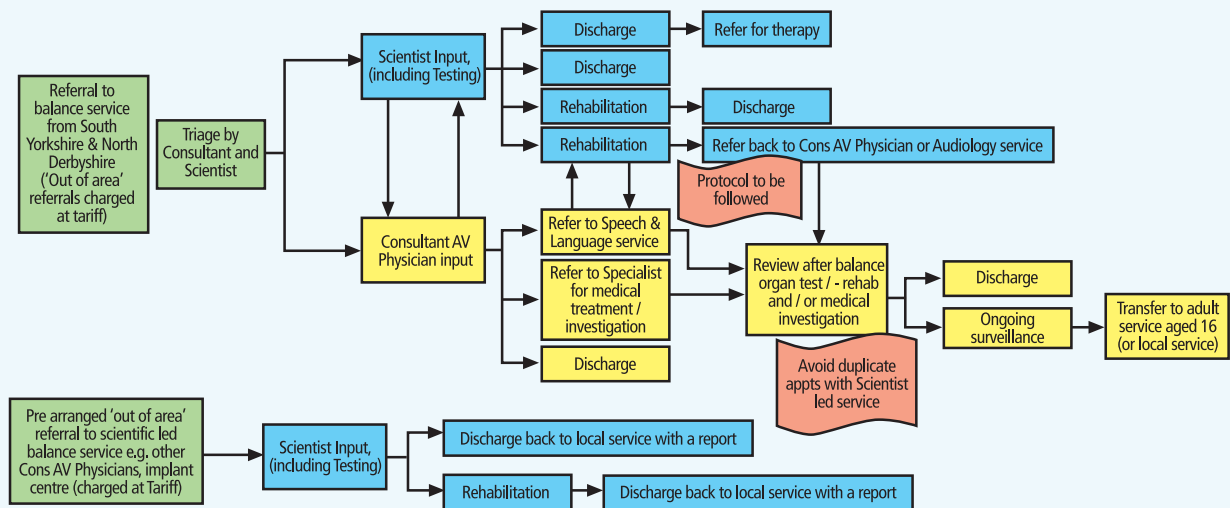 Referral to
balance service
from South
Yorkshire & North
Derbyshire
('Out of area'
referrals charged
at tariff)
Triage by
Consultant and
Scientist
Scientist Input,
(including Testing)
Discharge
Refer for therapy
Discharge
Rehabilitation
Discharge
Rehabilitation
Refer back to Cons AV Physician or Audiology service
Protocol to be
followed
Consultant AV
Physician input
Refer to Speech &
Language service
Refer to Specialist
for medical
treatment /
investigation
Discharge
Review after balance
organ test / - rehab
and / or medical
investigation
Discharge
Ongoing
surveillance
Transfer to adult
service aged 16
(or local service)
Avoid duplicate
appts with Scientist
led service
Pre arranged 'out of area'
referral to scientific led
balance service e.g. other
Cons AV Physicians, implant
centre (charged at Tariff)
Scientist Input,
(including Testing)
Discharge back to local service with a report
Rehabilitation
Discharge back to local service with a report